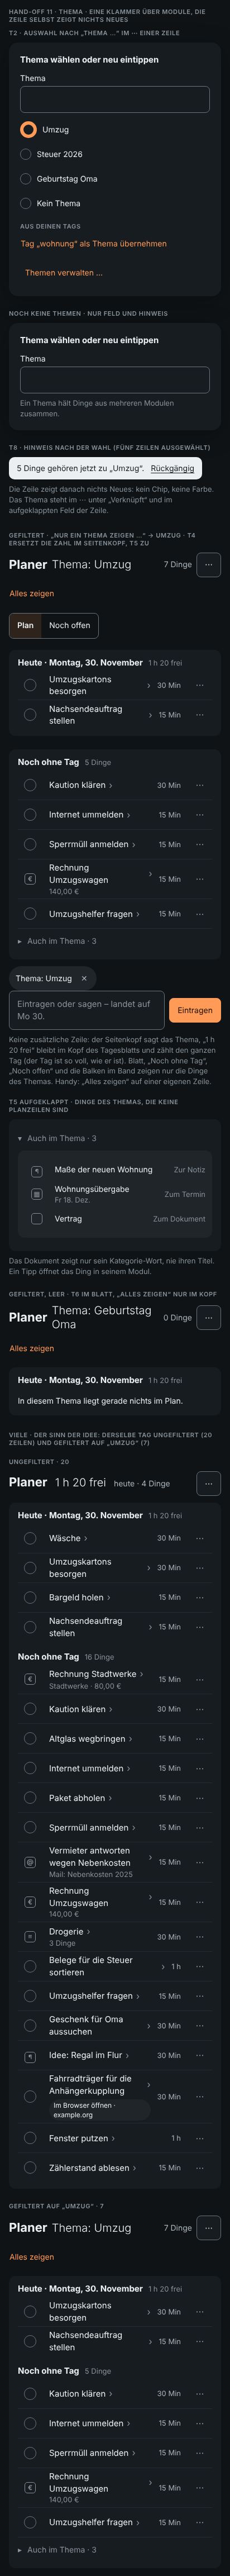 HAND-OFF 11 · THEMA · EINE KLAMMER ÜBER MODULE, DIE
ZEILE SELBST ZEIGT NICHTS NEUES
T2 · AUSWAHL NACH „THEMA …“ IM ··· EINER ZEILE
Thema wählen oder neu eintippen
Thema
Umzug
Steuer 2026
Geburtstag Oma
Kein Thema
AUS DEINEN TAGS
Tag „wohnung“ als Thema übernehmen
Themen verwalten …
NOCH KEINE THEMEN · NUR FELD UND HINWEIS
Thema wählen oder neu eintippen
Thema
Ein Thema hält Dinge aus mehreren Modulen
zusammen.
T8 · HINWEIS NACH DER WAHL (FÜNF ZEILEN AUSGEWÄHLT)
5 Dinge gehören jetzt zu „Umzug“. Rückgängig
Die Zeile zeigt danach nichts Neues: kein Chip, keine Farbe.
Das Thema steht im ··· unter „Verknüpft“ und im
aufgeklappten Feld der Zeile.
GEFILTERT · „NUR EIN THEMA ZEIGEN …“ → UMZUG · T4
ERSETZT DIE ZAHL IM SEITENKOPF, T5 ZU
Planer Thema: Umzug 7 Dinge ···
Alles zeigen
Plan Noch offen
Heute · Montag, 30. November 1 h 20 frei
Umzugskartons
besorgen › 30 Min ···
Nachsendeauftrag
stellen › 15 Min ···
Noch ohne Tag 5 Dinge
Kaution klären › 30 Min ···
Internet ummelden › 15 Min ···
Sperrmüll anmelden › 15 Min ···
€ Rechnung
Umzugswagen › 15 Min ···
140,00 €
Umzugshelfer fragen › 15 Min ···
▸ Auch im Thema · 3
Thema: Umzug ✕
Eintragen oder sagen – landet auf
Mo 30.
Eintragen
Keine zusätzliche Zeile: der Seitenkopf sagt das Thema, „1 h
20 frei“ bleibt im Kopf des Tagesblatts und zählt den ganzen
Tag (der Tag ist so voll, wie er ist). Blatt, „Noch ohne Tag“,
„Noch offen“ und die Balken im Band zeigen nur die Dinge
des Themas. Handy: „Alles zeigen“ auf einer eigenen Zeile.
T5 AUFGEKLAPPT · DINGE DES THEMAS, DIE KEINE
PLANZEILEN SIND
▾ Auch im Thema · 3
¶ Maße der neuen Wohnung Zur Notiz
Wohnungsübergabe Zum Termin
Fr 18. Dez.
Vertrag Zum Dokument
Das Dokument zeigt nur sein Kategorie-Wort, nie ihren Titel.
Ein Tipp öffnet das Ding in seinem Modul.
GEFILTERT, LEER · T6 IM BLATT, „ALLES ZEIGEN“ NUR IM KOPF
Planer Thema: Geburtstag
Oma 0 Dinge ···
Alles zeigen
Heute · Montag, 30. November 1 h 20 frei
In diesem Thema liegt gerade nichts im Plan.
VIELE · DER SINN DER IDEE: DERSELBE TAG UNGEFILTERT (20
ZEILEN) UND GEFILTERT AUF „UMZUG“ (7)
UNGEFILTERT · 20
Planer 1 h 20 frei heute · 4 Dinge ···
Heute · Montag, 30. November 1 h 20 frei
Wäsche › 30 Min ···
Umzugskartons
besorgen › 30 Min ···
Bargeld holen › 15 Min ···
Nachsendeauftrag
stellen › 15 Min ···
Noch ohne Tag 16 Dinge
€ Rechnung Stadtwerke › 15 Min ···
Stadtwerke · 80,00 €
Kaution klären › 30 Min ···
Altglas wegbringen › 15 Min ···
Internet ummelden › 15 Min ···
Paket abholen › 15 Min ···
Sperrmüll anmelden › 15 Min ···
@ Vermieter antworten
wegen Nebenkosten › 15 Min ···
Mail: Nebenkosten 2025
€ Rechnung
Umzugswagen › 15 Min ···
140,00 €
Drogerie › 30 Min ···
3 Dinge
Belege für die Steuer
sortieren › 1 h ···
Umzugshelfer fragen › 15 Min ···
Geschenk für Oma
aussuchen › 30 Min ···
¶ Idee: Regal im Flur › 30 Min ···
Fahrradträger für die
Anhängerkupplung › 30 Min ···
Im Browser öffnen ·
example.org
Fenster putzen › 1 h ···
Zählerstand ablesen › 15 Min ···
GEFILTERT AUF „UMZUG“ · 7
Planer Thema: Umzug 7 Dinge ···
Alles zeigen
Heute · Montag, 30. November 1 h 20 frei
Umzugskartons
besorgen › 30 Min ···
Nachsendeauftrag
stellen › 15 Min ···
Noch ohne Tag 5 Dinge
Kaution klären › 30 Min ···
Internet ummelden › 15 Min ···
Sperrmüll anmelden › 15 Min ···
€ Rechnung
Umzugswagen › 15 Min ···
140,00 €
Umzugshelfer fragen › 15 Min ···
▸ Auch im Thema · 3